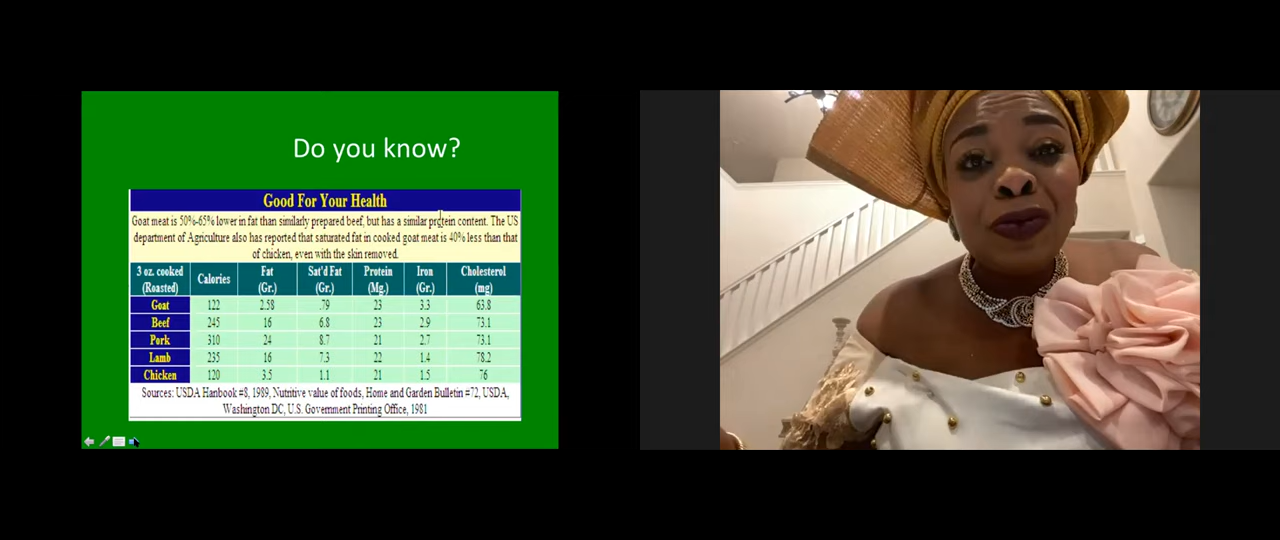 Do you know?
Good For Your Health
Goat meat is 50%-65% lower in fat than similarly prepared beef, but has a similar protein content. The US
department of Agriculture also has reported that saturated fat in cooked goat meat is 40% less than that
of chicken, even with the skin removed.
3 oz. cooked (Roasted) Calories Fat (Gr.) Sat'd Fat (Gr.) Protein (Mg.) Iron (Gr.) Cholesterol (mg)
Goat 122 2.58 .79 23 3.3 63.8
Beef 245 16 6.8 23 2.9 73.1
Pork 310 24 8.7 21 2.7 73.1
Lamb 235 16 7.3 22 1.4 78.2
Chicken 120 3.5 1.1 21 1.5 76
Sources: USDA Hanbook #8, 1989, Nutritive value of foods, Home and Garden Bulletin #72, USDA,
Washington DC, U.S. Government Printing Office, 1981